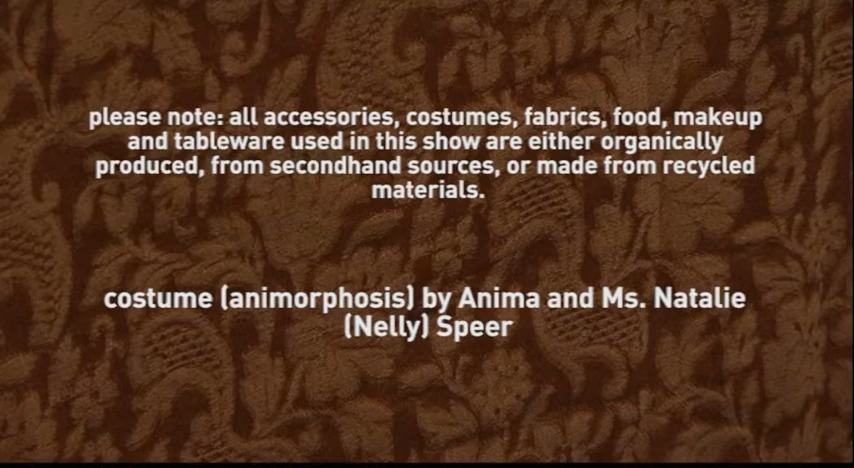 please note: all accessories, costumes, fabrics, food, makeup
and tableware used in this show are either organically
produced, from secondhand sources, or made from recycled
materials.
costume (animorphosis) by Anima and Ms. Natalie
(Nelly) Speer